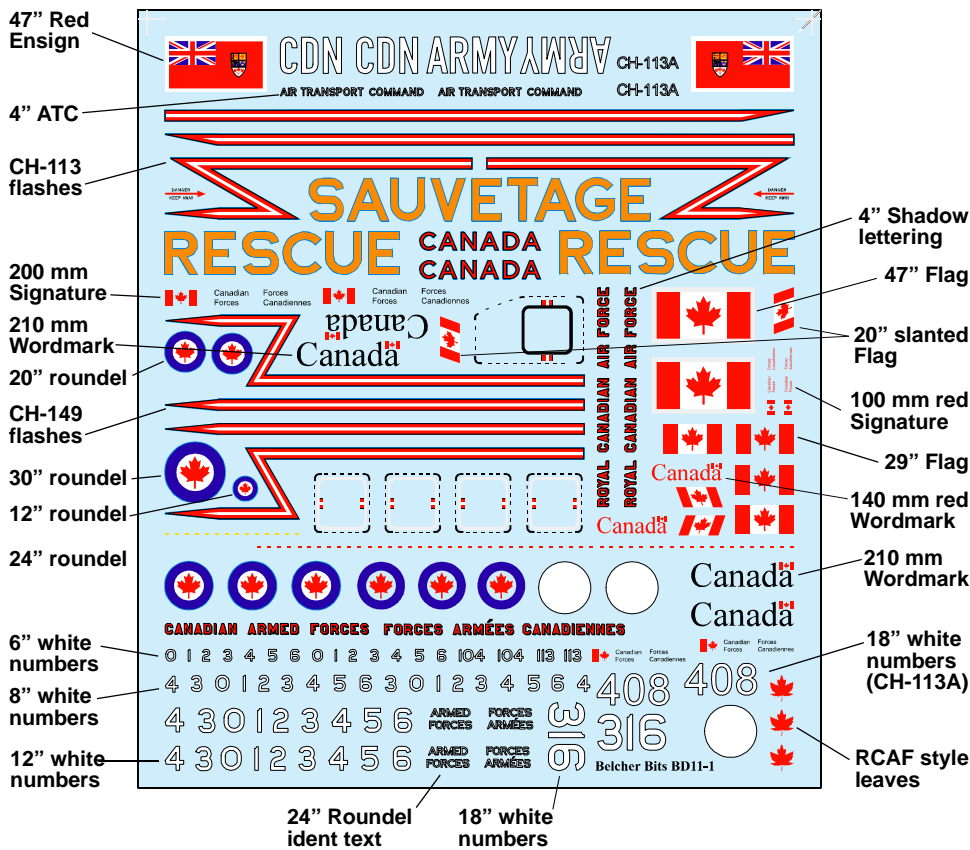 47” Red
Ensign
4” ATC
CH-113
flashes
200 mm
Signature
210 mm
Wordmark
20” roundel
CH-149
flashes
30” roundel
12” roundel
24” roundel
6” white
numbers
8” white
numbers
12” white
numbers
CDN CDN ARMY ARMY
CH-113A
CH-113A
AIR TRANSPORT COMMAND AIR TRANSPORT COMMAND
DANGER
KEEP AWAY
SAUVETAGE
DANGER
KEEP AWAY
RESCUE
CANADA
CANADA
RESCUE
Canadian Forces
Forces Canadiennes
Canadian Forces
Forces Canadiennes
Canada
Canada
ROYAL CANADIAN AIR FORCE
ROYAL CANADIAN AIR FORCE
Canadian Forces
Forces Canadiennes
Canadian Forces
Forces Canadiennes
Canada
Canada
Canada
Canada
CANADIAN ARMED FORCES FORCES ARMÉES CANADIENNES
0 1 2 3 4 5 6 0 1 2 3 4 5 6 104 104 113 113
Canadian Forces
Forces Canadiennes
Canadian Forces
Forces Canadiennes
4 3 0 1 2 3 4 5 6 4 3 0 1 2 3 4 5 6 4
408
408
4 3 0 1 2 3 4 5 6
ARMED FORCES
FORCES ARMÉES
316
316
4 3 0 1 2 3 4 5 6
ARMED FORCES
FORCES ARMÉES
Belcher Bits BD11-1
4” Shadow
lettering
47” Flag
20” slanted
Flag
100 mm red
Signature
29” Flag
140 mm red
Wordmark
210 mm
Wordmark
18” white
numbers
(CH-113A)
RCAF style
leaves
24” Roundel
ident text
18” white
numbers